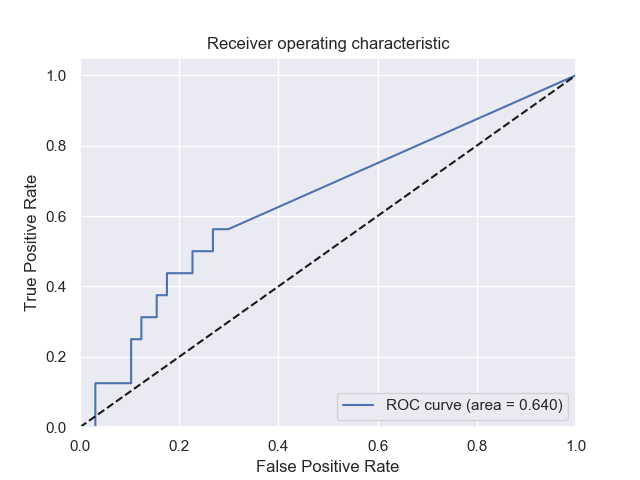 Receiver operating characteristic
True Positive Rate
1.0
0.8
0.6
0.4
0.2
0.0
ROC curve (area = 0.640)
0.0 0.2 0.4 0.6 0.8 1.0
False Positive Rate